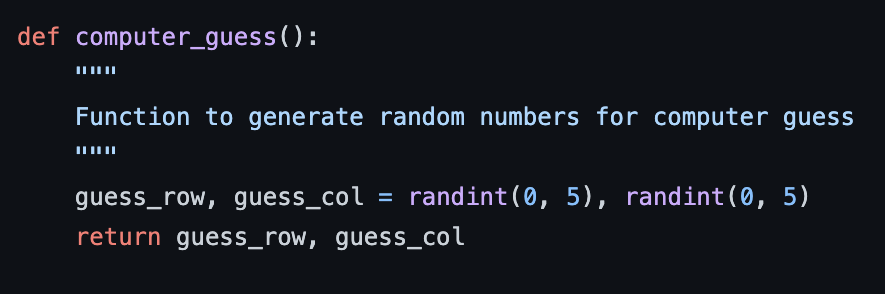 def computer_guess():
    """
    Function to generate random numbers for computer guess
    """
    guess_row, guess_col = randint(0, 5), randint(0, 5)
    return guess_row, guess_col